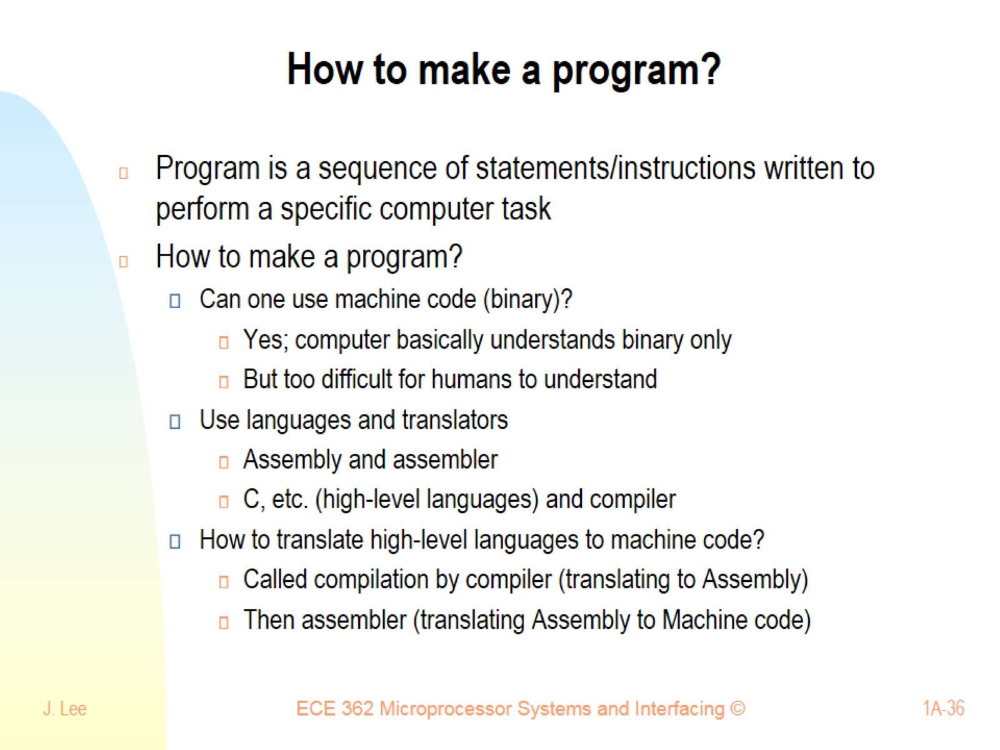 How to make a program?
Program is a sequence of statements/instructions written to
perform a specific computer task
How to make a program?
Can one use machine code (binary)?
Yes; computer basically understands binary only
But too difficult for humans to understand
Use languages and translators
Assembly and assembler
C, etc. (high-level languages) and compiler
How to translate high-level languages to machine code?
Called compilation by compiler (translating to Assembly)
Then assembler (translating Assembly to Machine code)
J. Lee
ECE 362 Microprocessor Systems and Interfacing ©
1A-36